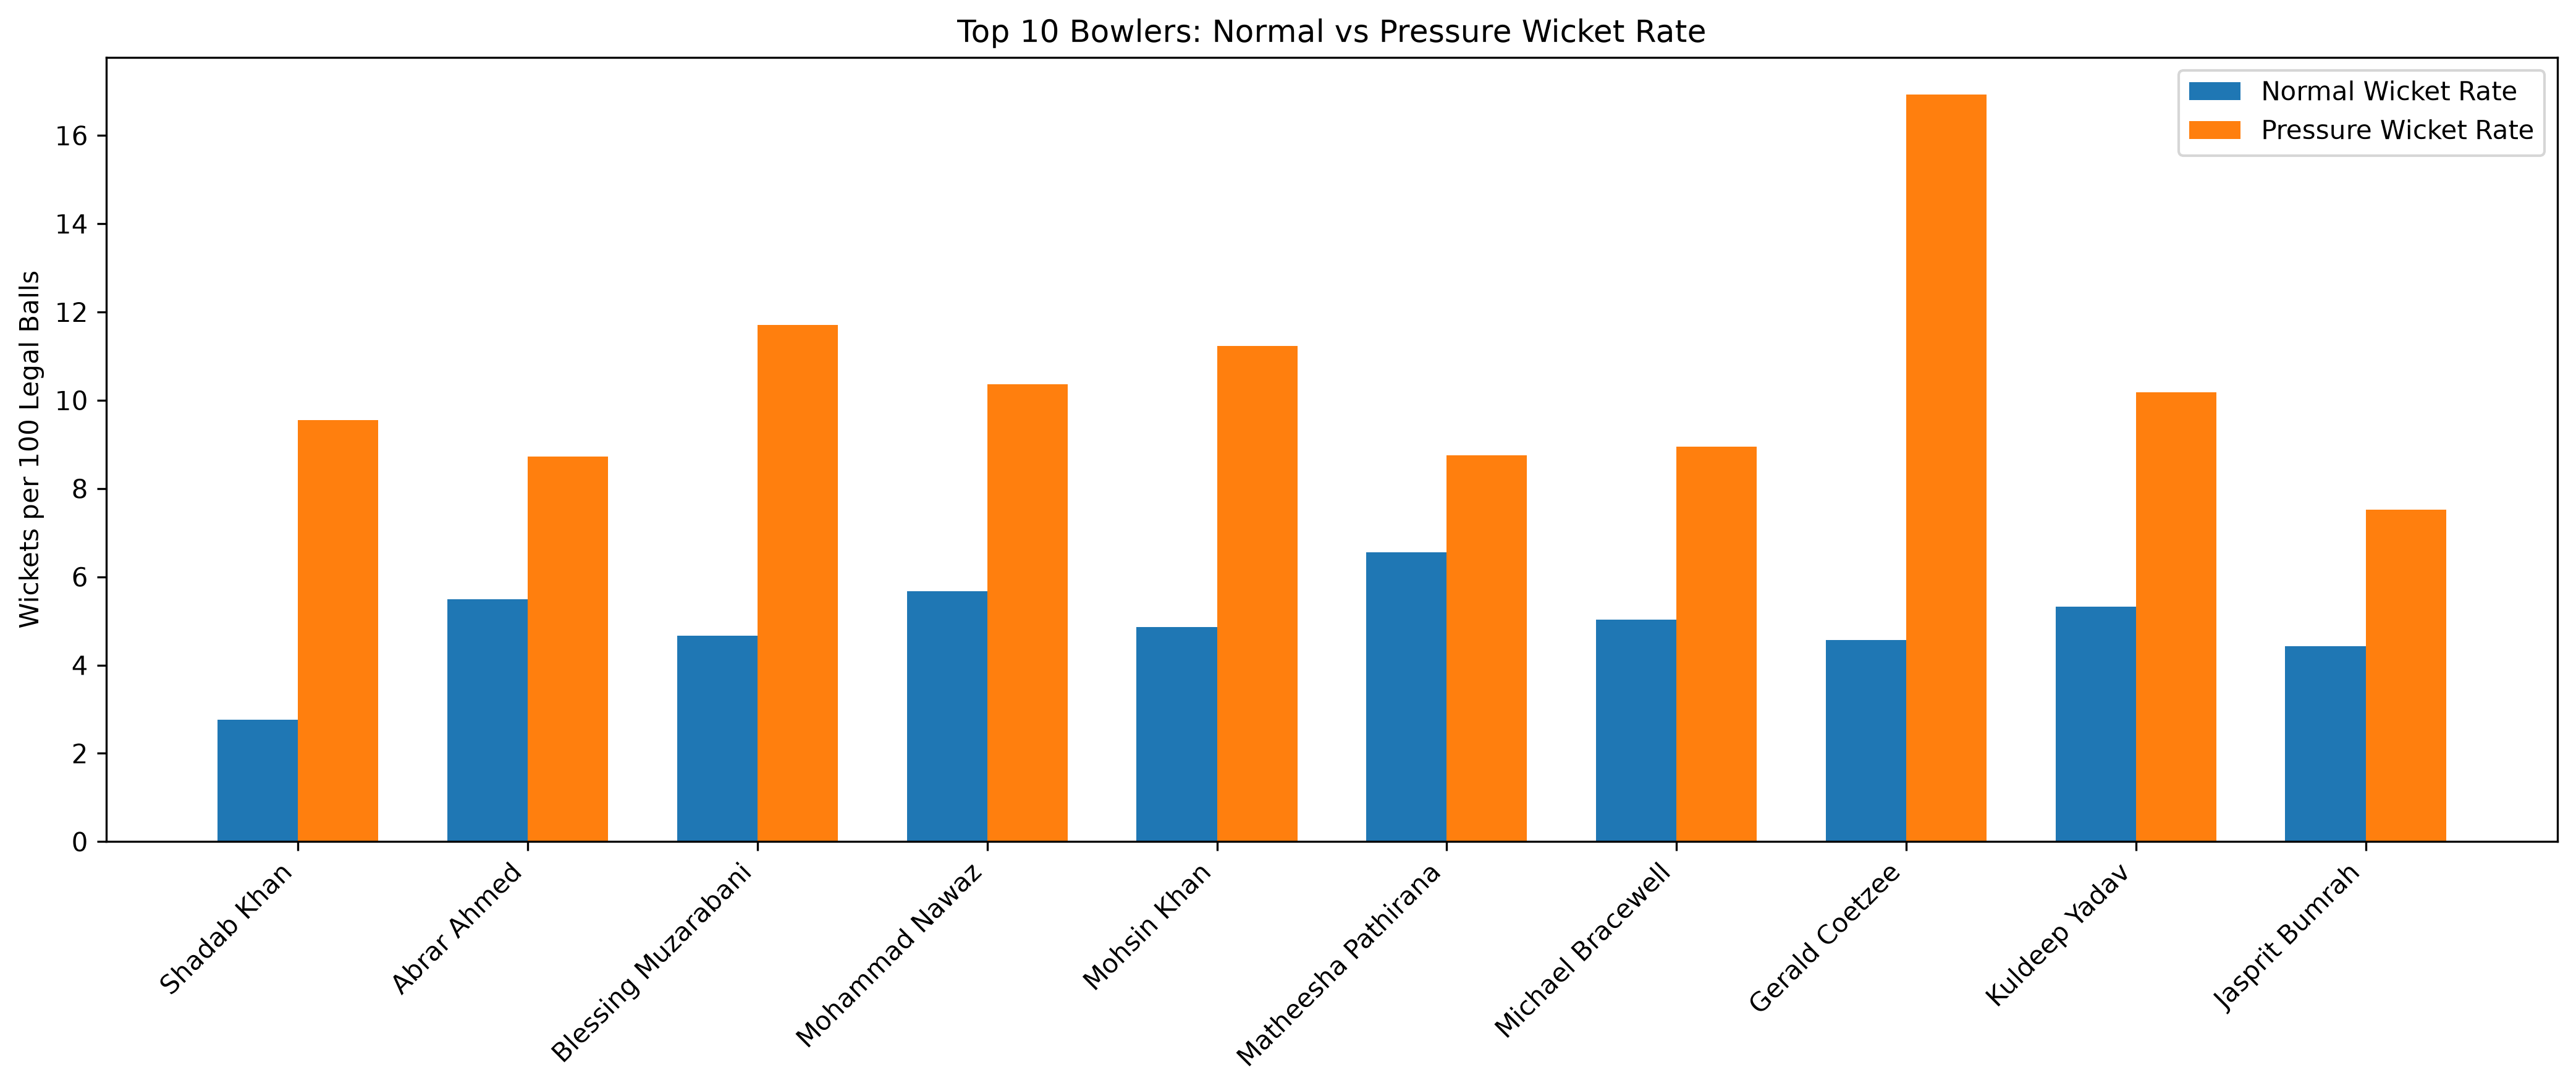 Top 10 Bowlers: Normal vs Pressure Wicket Rate
Normal Wicket Rate
Pressure Wicket Rate
Wickets per 100 Legal Balls
16
14
12
10
8
6
4
2
0
Shadab Khan
Abrar Ahmed
Blessing Muzarabani
Mohammad Nawaz
Mohsin Khan
Matheesha Pathirana
Michael Bracewell
Gerald Coetzee
Kuldeep Yadav
Jasprit Bumrah